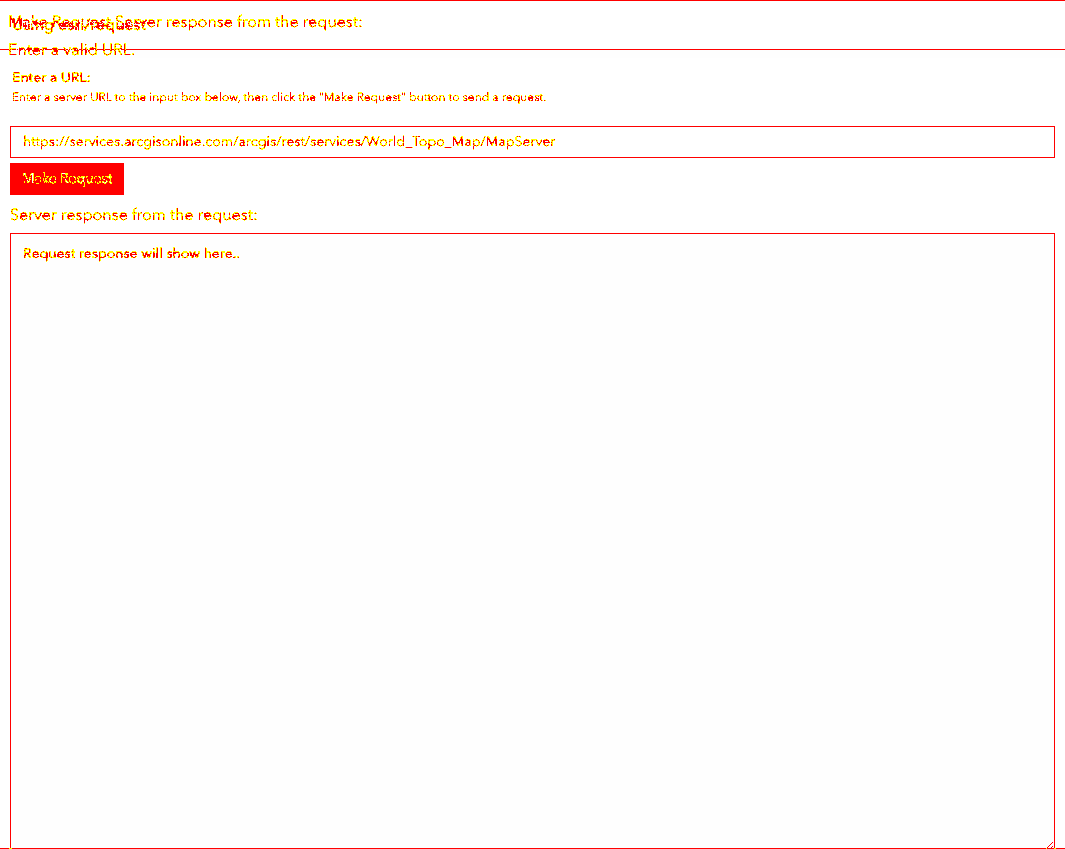 Make Request Server response from the request:
Using esri/request
Enter a valid URL.
Enter a URL:
Enter a server URL to the input box below, then click the "Make Request" button to send a request.
https://services.arcgisonline.com/arcgis/rest/services/World_Topo_Map/MapServer
Make Request
Server response from the request:
Request response will show here..